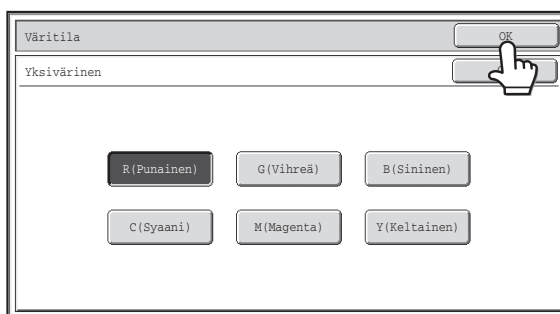 Väritila OK
Yksivärinen
R(Punainen) G(Vihreä) B(Sininen)
C(Syaani) M(Magenta) Y(Keltainen)